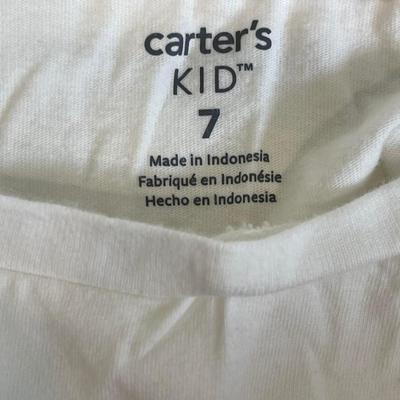 carter's
KID™
7
Made in Indonesia
Fabriqué en Indonésie
Hecho en Indonesia